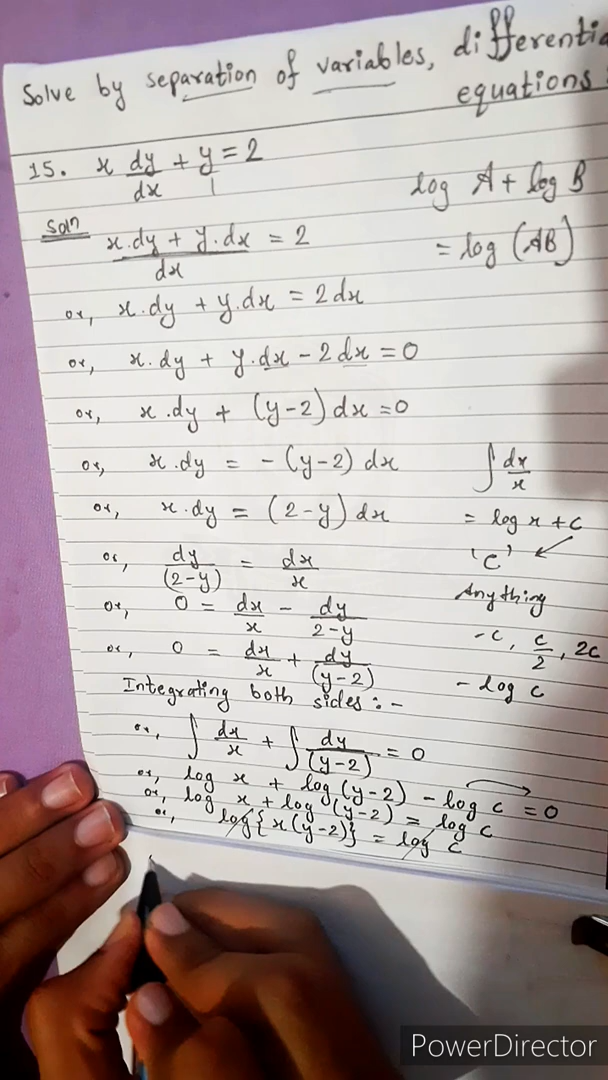 Solve by separation of variables, differentia
equations :
15. x dy/dx + y = 2
log A + log B
= log (AB)
Soln
(x.dy + y.dx)/dx = 2
or, x.dy + y.dx = 2dx
or, x.dy + y.dx - 2dx = 0
or, x.dy + (y-2) dx = 0
or, x.dy = -(y-2) dx
or, x.dy = (2-y) dx
or, dy/(2-y) = dx/x
or, 0 = dx/x - dy/2-y
or, 0 = dx/x + dy/(y-2)
∫ dx/x
= log x + c
'c'
Anything
-c, c/2, 2c
- log c
Integrating both sides :-
or, ∫ dx/x + ∫ dy/(y-2) = 0
or, log x + log (y-2) - log c = 0
or, log x + log (y-2) = log c
or, log {x(y-2)} = log c
PowerDirector